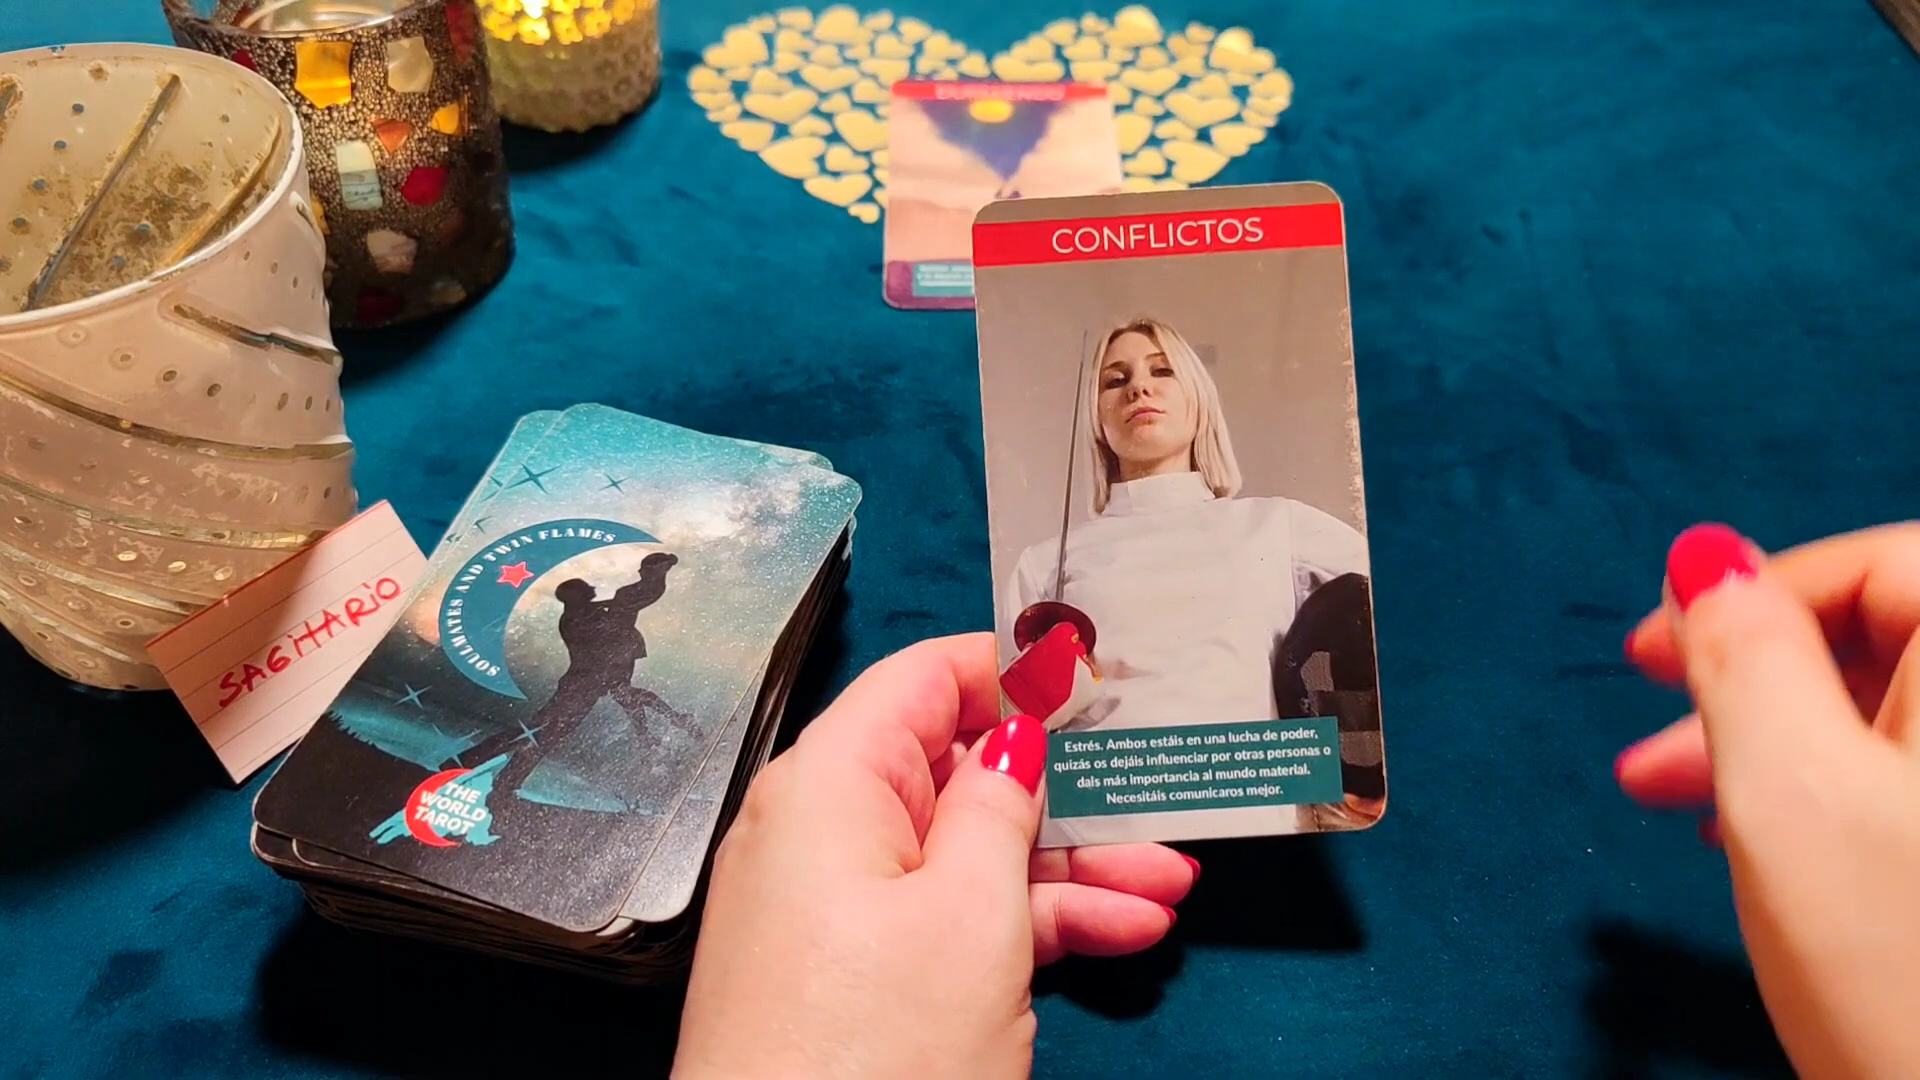 CONFLICTOS
Estrés. Ambos estáis en una lucha de poder,
quizás os dejáis influenciar por otras personas o
dais más importancia al mundo material.
Necesitáis comunicaros mejor.
SAGITARIO
SOULMATES AND TWIN FLAMES
THE
WORLD
TAROT